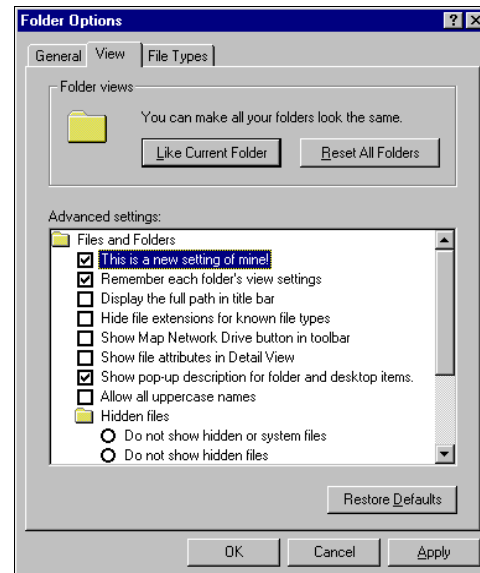 Folder Options
General View File Types
Folder views
You can make all your folders look the same.
Like Current Folder Reset All Folders
Advanced settings:
Files and Folders
This is a new setting of mine!
Remember each folder's view settings
Display the full path in title bar
Hide file extensions for known file types
Show Map Network Drive button in toolbar
Show file attributes in Detail View
Show pop-up description for folder and desktop items.
Allow all uppercase names
Hidden files
Do not show hidden or system files
Do not show hidden files
Restore Defaults
OK Cancel Apply